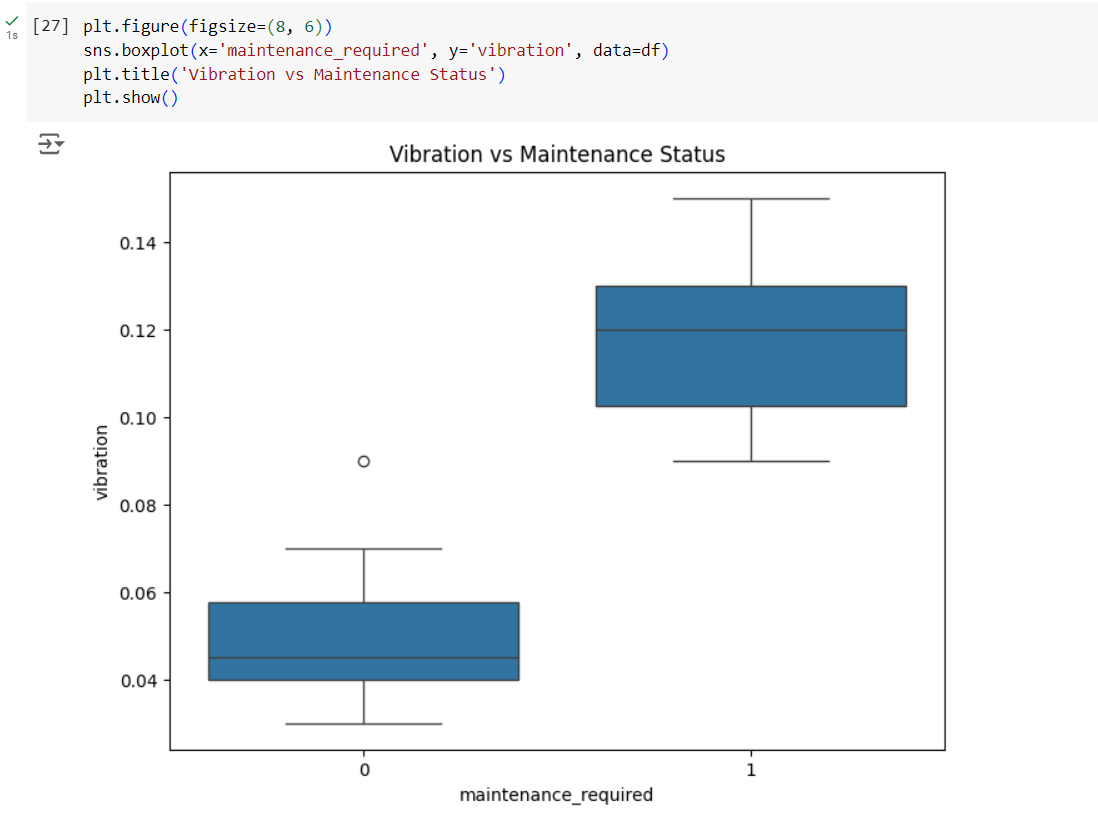 [27] plt.figure(figsize=(8, 6))
sns.boxplot(x='maintenance_required', y='vibration', data=df)
plt.title('Vibration vs Maintenance Status')
plt.show()
1s
Vibration vs Maintenance Status
0.14
0.12
0.10
0.08
0.06
0.04
vibration
0 1
maintenance_required